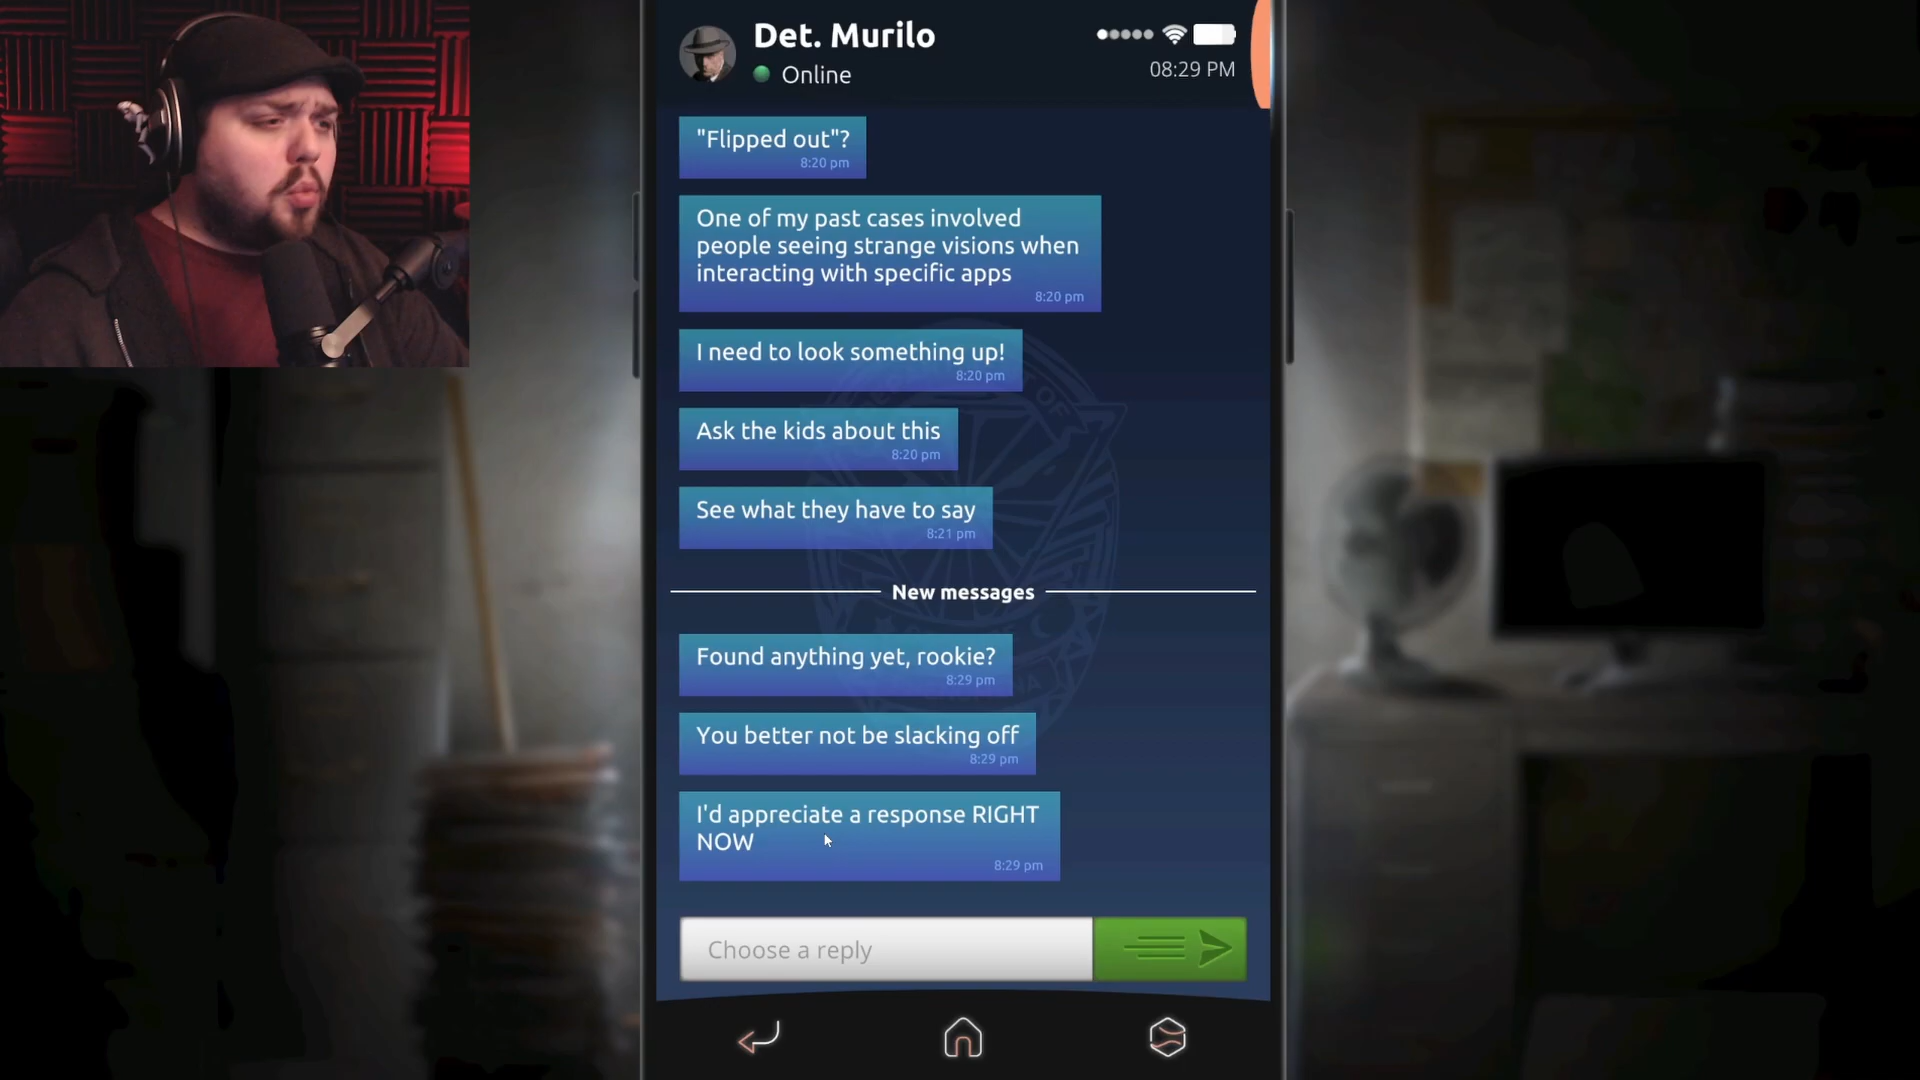 Det. Murilo
Online
08:29 PM
"Flipped out"?
8:20 pm
One of my past cases involved
people seeing strange visions when
interacting with specific apps
8:20 pm
I need to look something up!
8:20 pm
Ask the kids about this
8:20 pm
See what they have to say
8:21 pm
New messages
Found anything yet, rookie?
8:29 pm
You better not be slacking off
8:29 pm
I'd appreciate a response RIGHT
NOW
8:29 pm
Choose a reply